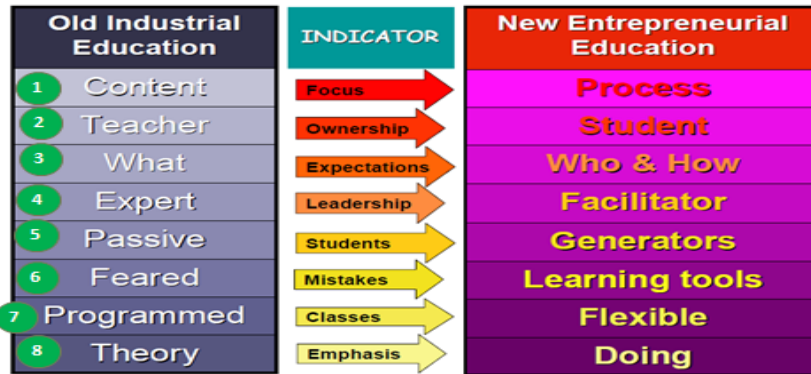 Old Industrial Education
INDICATOR
New Entrepreneurial Education
1 Content Focus Process
2 Teacher Ownership Student
3 What Expectations Who & How
4 Expert Leadership Facilitator
5 Passive Students Generators
6 Feared Mistakes Learning tools
7 Programmed Classes Flexible
8 Theory Emphasis Doing